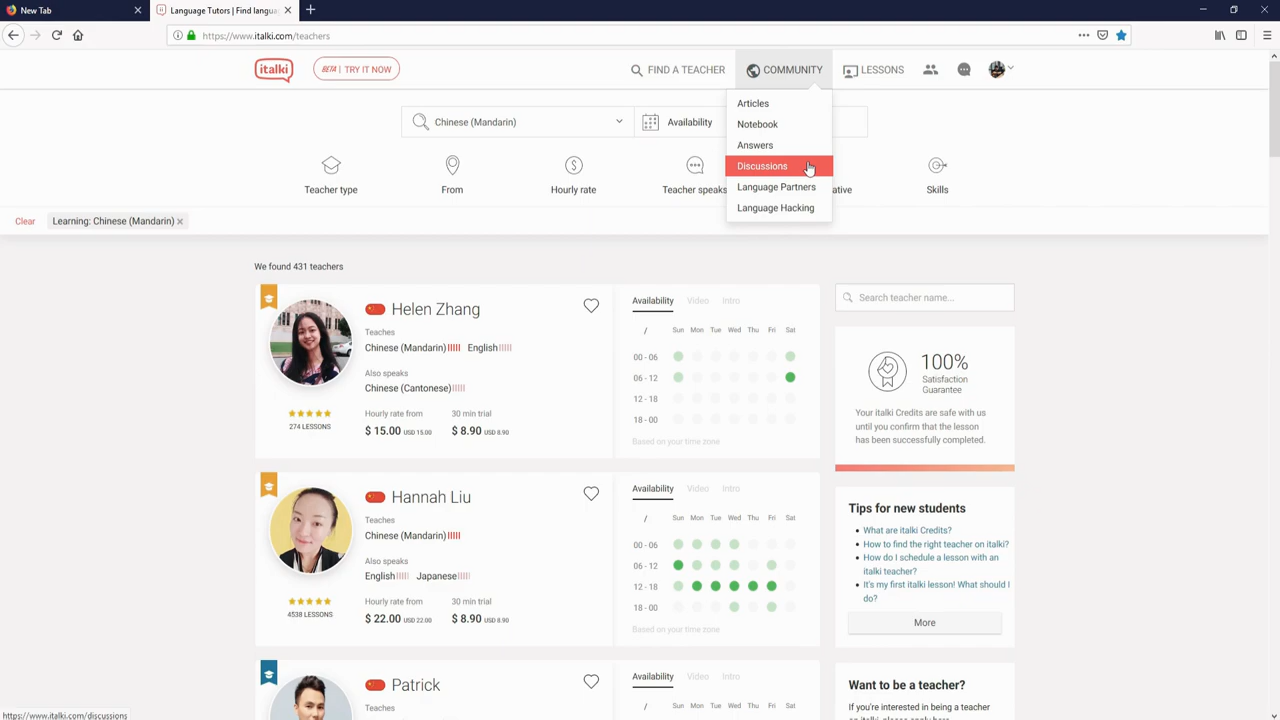 New Tab
Language Tutors | Find languag
https://www.italki.com/teachers
italki
BETA | TRY IT NOW
FIND A TEACHER
COMMUNITY
LESSONS
Articles
Notebook
Answers
Discussions
Language Partners
Language Hacking
Chinese (Mandarin)
Availability
Teacher type
From
Hourly rate
Teacher speaks
ative
Skills
Clear
Learning: Chinese (Mandarin)
We found 431 teachers
Helen Zhang
Teaches
Chinese (Mandarin) English
Also speaks
Chinese (Cantonese)
274 LESSONS
Hourly rate from
$ 15.00 USD 15.00
30 min trial
$ 8.90 USD 8.90
Availability Video Intro
/ Sun Mon Tue Wed Thu Fri Sat
00 - 06
06 - 12
12 - 18
18 - 00
Based on your time zone
Hannah Liu
Teaches
Chinese (Mandarin)
Also speaks
English Japanese
4538 LESSONS
Hourly rate from
$ 22.00 USD 22.00
30 min trial
$ 8.90 USD 8.90
Availability Video Intro
/ Sun Mon Tue Wed Thu Fri Sat
00 - 06
06 - 12
12 - 18
18 - 00
Based on your time zone
Patrick
Teaches
Availability Video Intro
/ Sun Mon Tue Wed Thu Fri Sat
Search teacher name...
100%
Satisfaction
Guarantee
Your italki Credits are safe with us
until you confirm that the lesson
has been successfully completed.
Tips for new students
What are italki Credits?
How to find the right teacher on italki?
How do I schedule a lesson with an
italki teacher?
It's my first italki lesson! What should I
do?
More
Want to be a teacher?
If you're interested in being a teacher
on italki, please apply here
https://www.italki.com/discussions